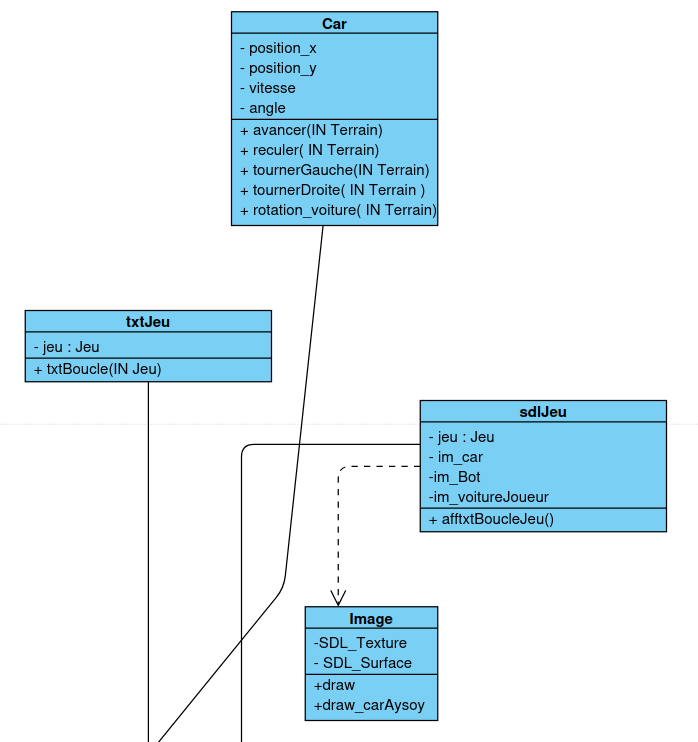 Car
- position_x
- position_y
- vitesse
- angle
+ avancer(IN Terrain)
+ reculer( IN Terrain)
+ tournerGauche(IN Terrain)
+ tournerDroite( IN Terrain )
+ rotation_voiture( IN Terrain)
txtJeu
- jeu : Jeu
+ txtBoucle(IN Jeu)
sdlJeu
- jeu : Jeu
- im_car
-im_Bot
-im_voitureJoueur
+ afftxtBoucleJeu()
Image
-SDL_Texture
- SDL_Surface
+draw
+draw_carAysoy